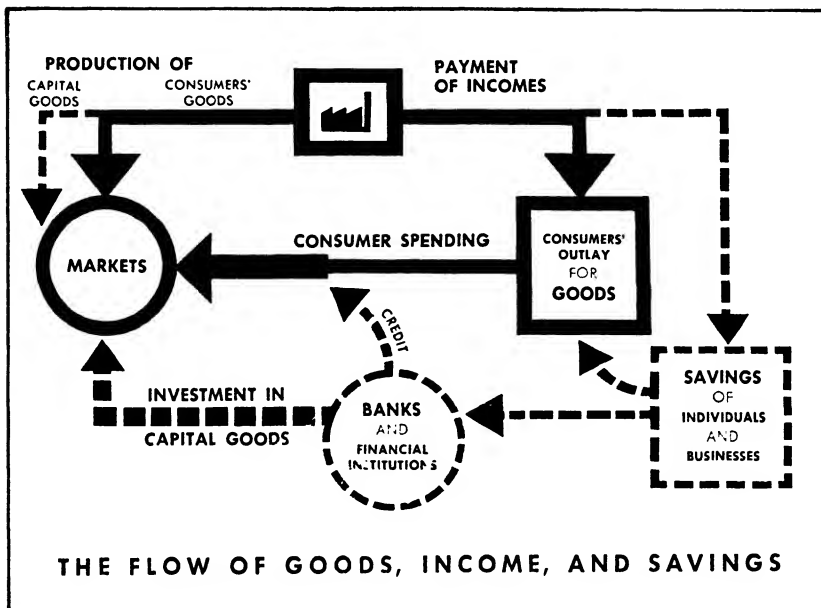 PRODUCTION OF
CAPITAL
GOODS
CONSUMERS'
GOODS
PAYMENT
OF INCOMES
MARKETS
CONSUMER SPENDING
CONSUMERS'
OUTLAY
FOR
GOODS
CREDIT
INVESTMENT IN
CAPITAL GOODS
BANKS
AND
FINANCIAL
INSTITUTIONS
SAVINGS
OF
INDIVIDUALS
AND
BUSINESSES
THE FLOW OF GOODS, INCOME, AND SAVINGS